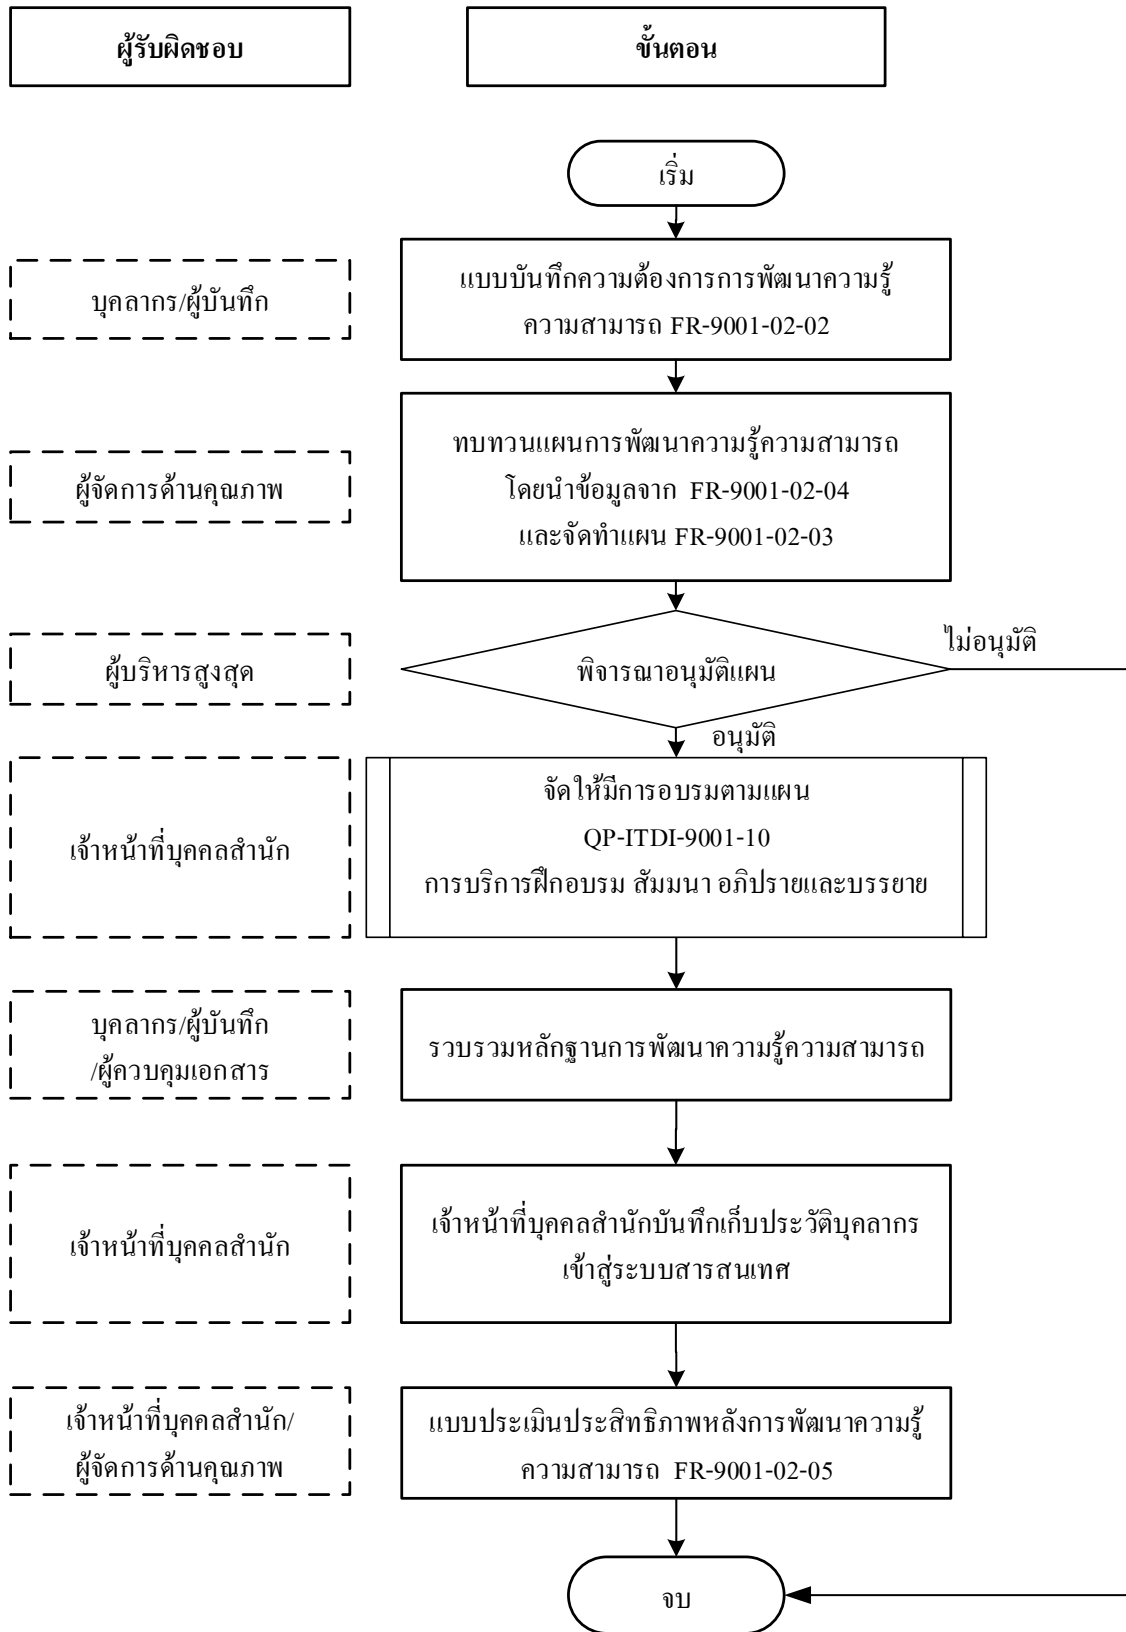 ผู้รับผิดชอบ
ขั้นตอน
เริ่ม
บุคลากร/ผู้บันทึก
แบบบันทึกความต้องการการพัฒนาความรู้
ความสามารถ FR-9001-02-02
ผู้จัดการด้านคุณภาพ
ทบทวนแผนการพัฒนาความรู้ความสามารถ
โดยนำข้อมูลจาก FR-9001-02-04
และจัดทำแผน FR-9001-02-03
ผู้บริหารสูงสุด
พิจารณาอนุมัติแผน
ไม่อนุมัติ
อนุมัติ
เจ้าหน้าที่บุคคลสำนัก
จัดให้มีการอบรมตามแผน
QP-ITDI-9001-10
การบริการฝึกอบรม สัมมนา อภิปรายและบรรยาย
บุคลากร/ผู้บันทึก
/ผู้ควบคุมเอกสาร
รวบรวมหลักฐานการพัฒนาความรู้ความสามารถ
เจ้าหน้าที่บุคคลสำนัก
เจ้าหน้าที่บุคคลสำนักบันทึกเก็บประวัติบุคลากร
เข้าสู่ระบบสารสนเทศ
เจ้าหน้าที่บุคคลสำนัก/
ผู้จัดการด้านคุณภาพ
แบบประเมินประสิทธิภาพหลังการพัฒนาความรู้
ความสามารถ FR-9001-02-05
จบ